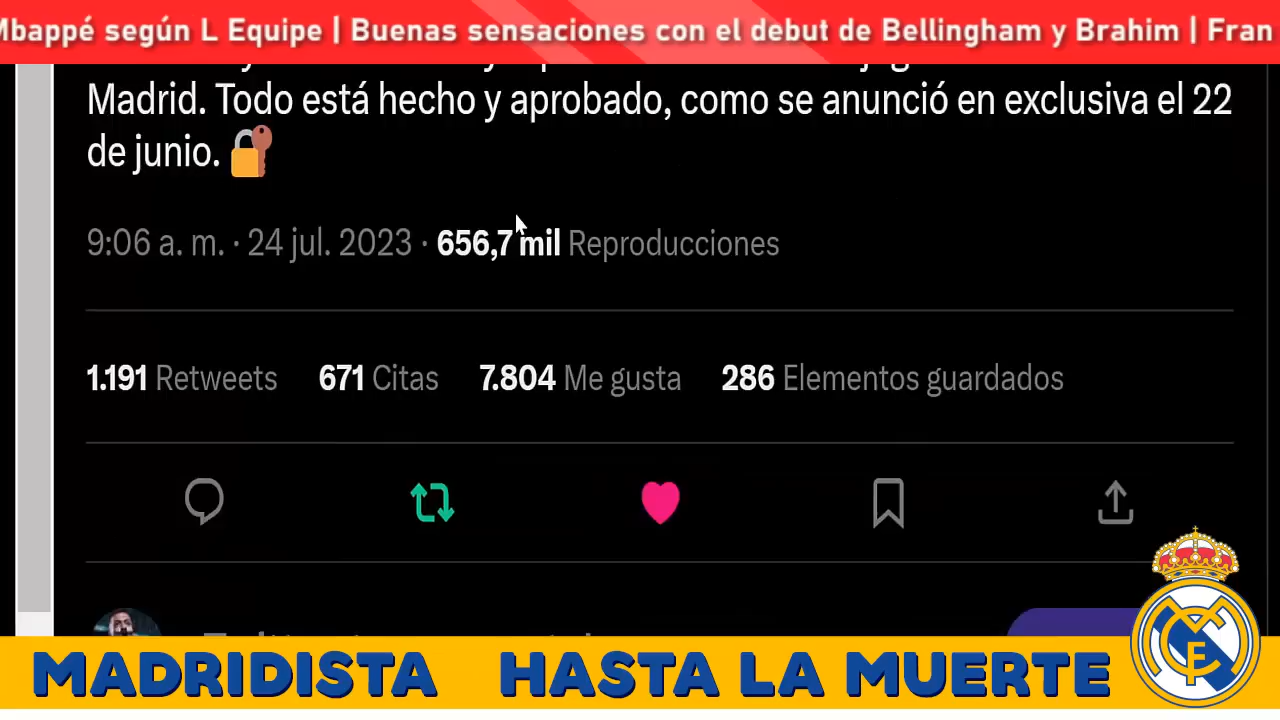 Mbappé según L Equipe | Buenas sensaciones con el debut de Bellingham y Brahim | Fran
Madrid. Todo está hecho y aprobado, como se anunció en exclusiva el 22
de junio.
9:06 a. m. · 24 jul. 2023 · 656,7 mil Reproducciones
1.191 Retweets 671 Citas 7.804 Me gusta 286 Elementos guardados
MADRIDISTA HASTA LA MUERTE